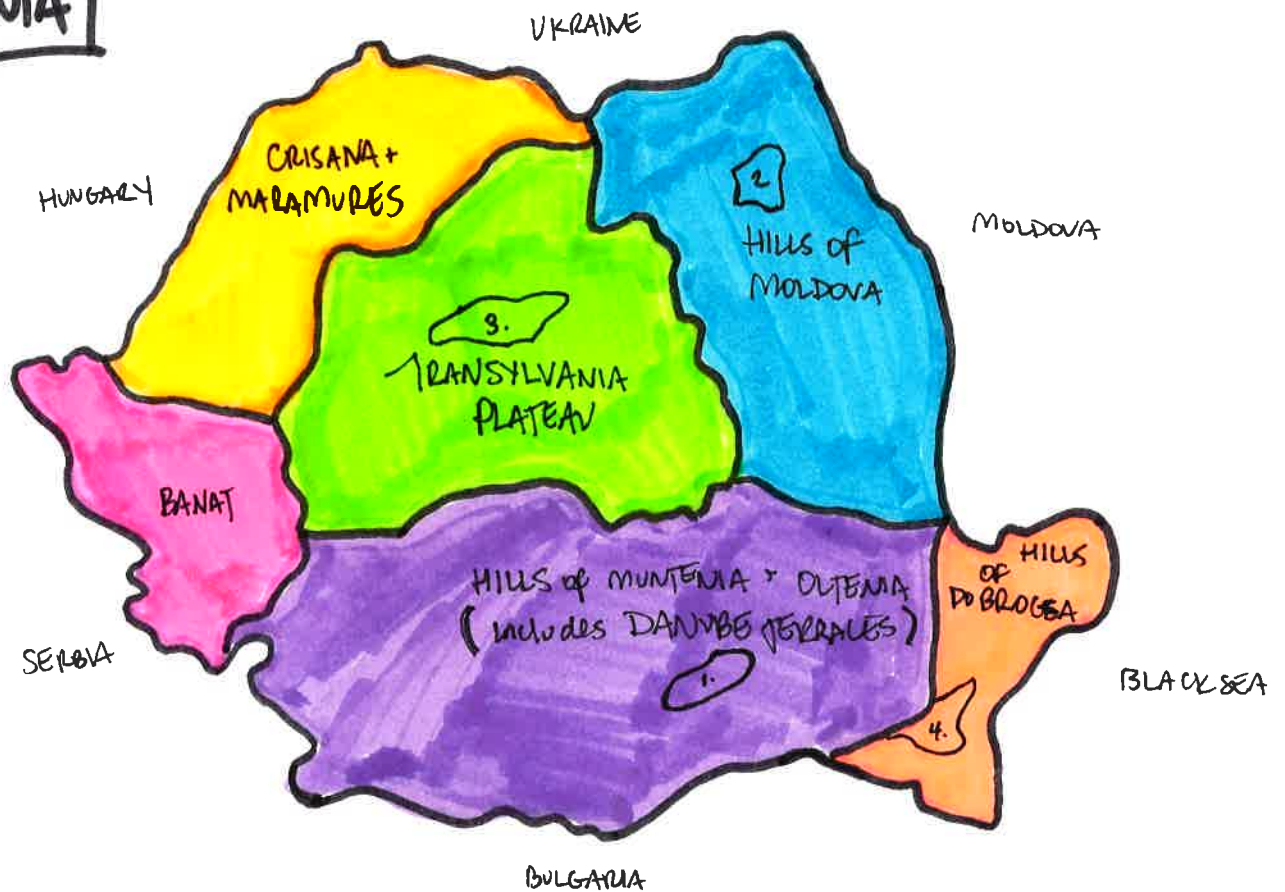 UKRAINE
CRISANA +
MARAMURES
HUNGARY
2
HILLS OF
MOLDOVA
MOLDOVA
3.
TRANSYLVANIA
PLATEAU
BANAT
HILLS
OF
DOBROGEA
HILLS of MUNTENIA + OLTENIA
(includes DANUBE TERRACES)
1.
SERBIA
BLACK SEA
4.
BULGARIA